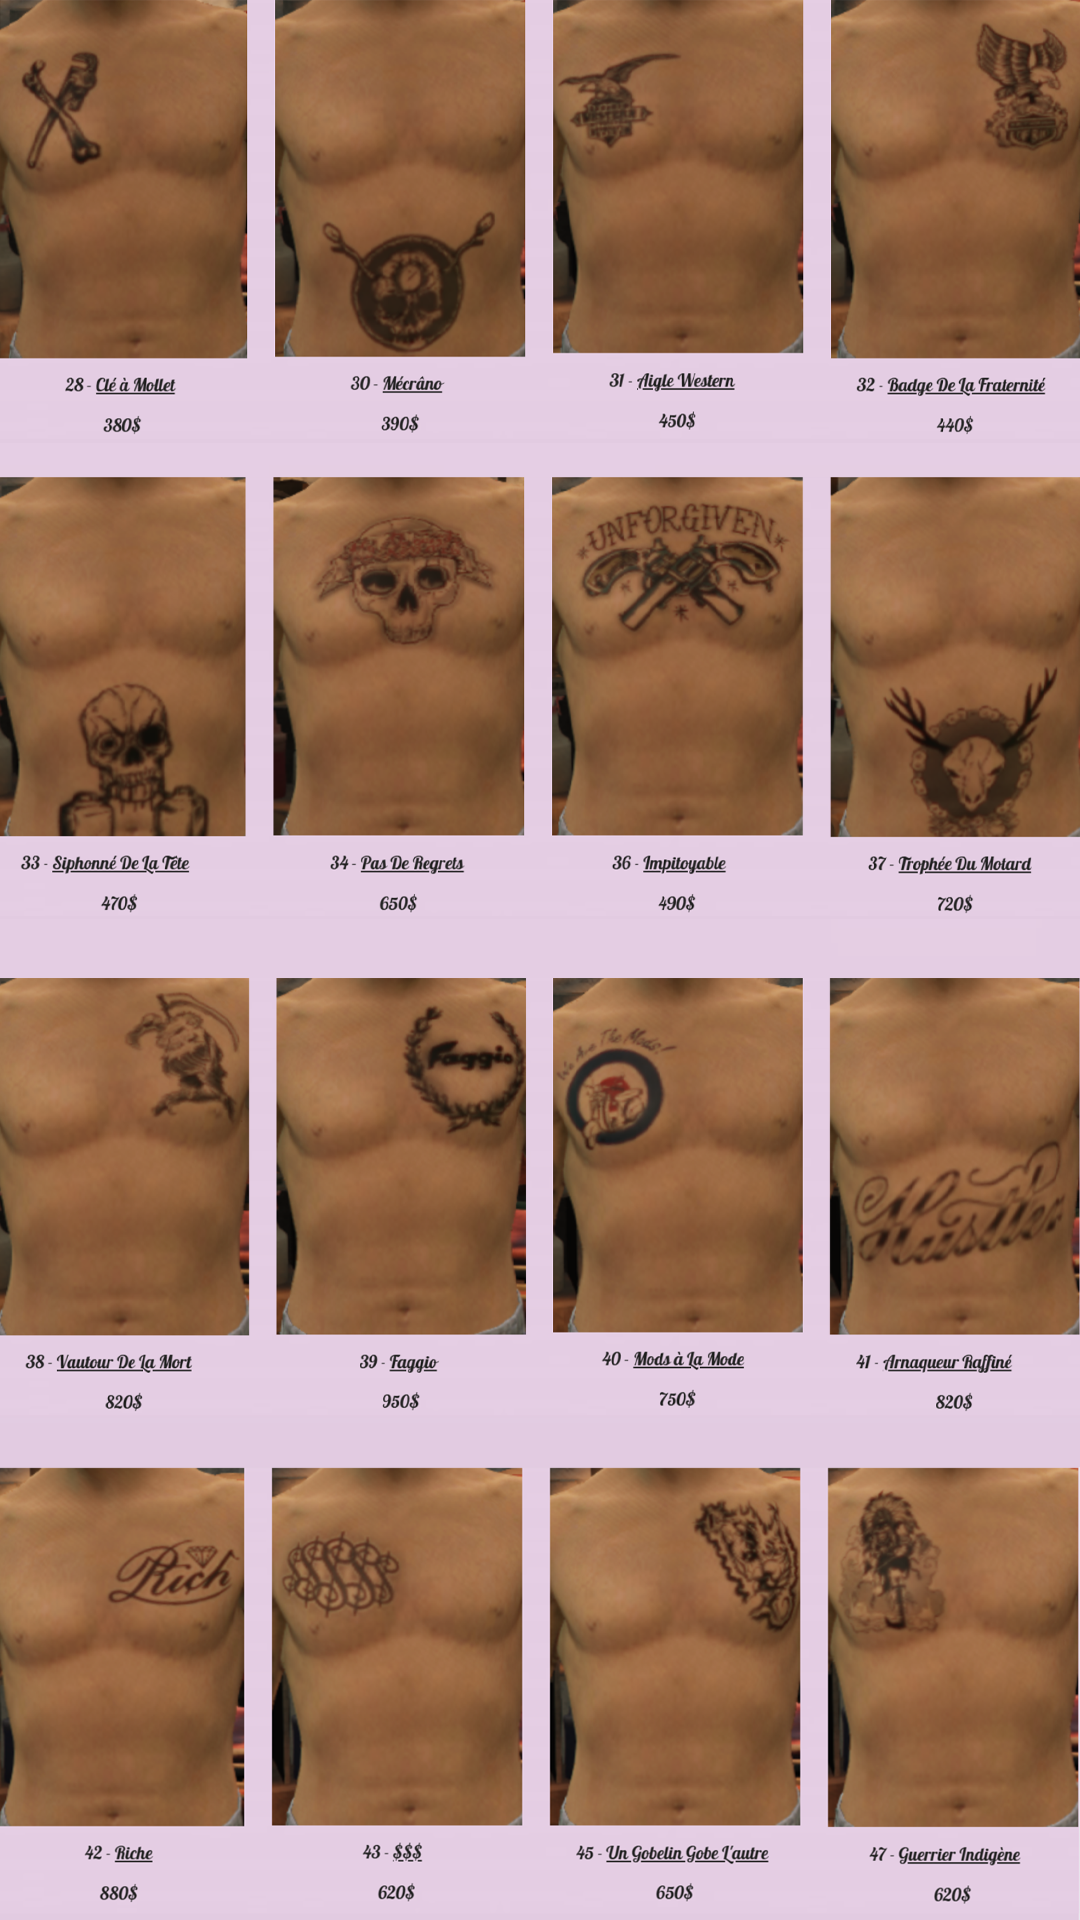 28 - Clé à Mollet
380$
30 - Mécrâno
390$
Western
31 - Aigle Western
450$
32 - Badge De La Fraternité
440$
33 - Siphonné De La Tête
470$
34 - Pas De Regrets
650$
UNFORGIVEN
36 - Impitoyable
490$
37 - Trophée Du Motard
720$
38 - Vautour De La Mort
820$
Faggio
39 - Faggio
950$
We Are The Mods!
40 - Mods à La Mode
750$
Hustler
41 - Arnaqueur Raffiné
820$
Rich
42 - Riche
880$
$$$$$
43 - $$$
620$
45 - Un Gobelin Gobe L'autre
650$
47 - Guerrier Indigène
620$